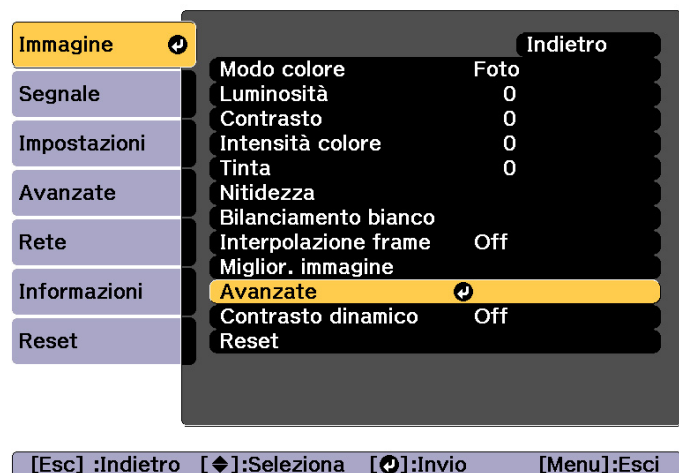 Immagine
Segnale
Impostazioni
Avanzate
Rete
Informazioni
Reset
Indietro
Modo colore Foto
Luminosità 0
Contrasto 0
Intensità colore 0
Tinta 0
Nitidezza
Bilanciamento bianco
Interpolazione frame Off
Miglior. immagine
Avanzate
Contrasto dinamico Off
Reset
[Esc] :Indietro [◆]:Seleziona [↵]:Invio [Menu]:Esci